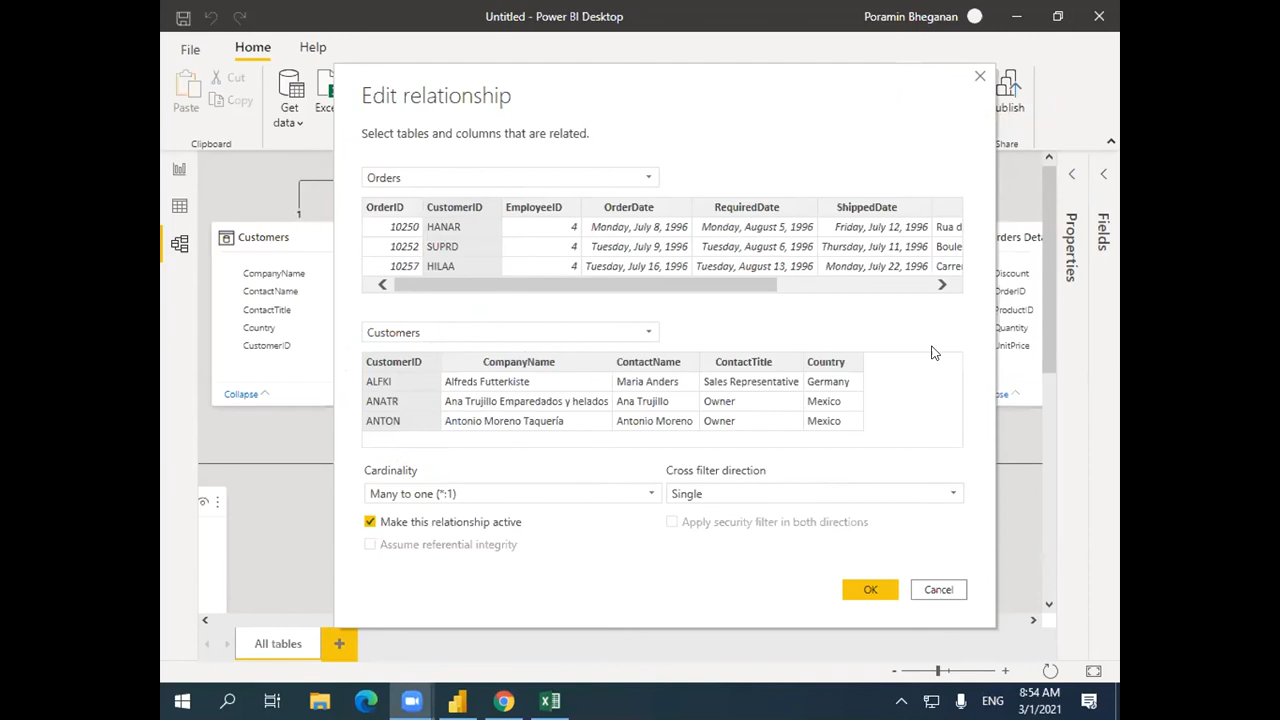 Untitled - Power BI Desktop
Poramin Bheganan
File
Home
Help
Paste
Cut
Copy
Get
data
Clipboard
Share
Edit relationship
Select tables and columns that are related.
Orders
OrderID CustomerID EmployeeID OrderDate RequiredDate ShippedDate
10250 HANAR 4 Monday, July 8, 1996 Monday, August 5, 1996 Friday, July 12, 1996 Rua d
10252 SUPRD 4 Tuesday, July 9, 1996 Tuesday, August 6, 1996 Thursday, July 11, 1996 Boule
10257 HILAA 4 Tuesday, July 16, 1996 Tuesday, August 13, 1996 Monday, July 22, 1996 Carre
Customers
CustomerID CompanyName ContactName ContactTitle Country
ALFKI Alfreds Futterkiste Maria Anders Sales Representative Germany
ANATR Ana Trujillo Emparedados y helados Ana Trujillo Owner Mexico
ANTON Antonio Moreno Taquería Antonio Moreno Owner Mexico
Cardinality
Many to one (*:1)
Cross filter direction
Single
Make this relationship active
Apply security filter in both directions
Assume referential integrity
OK
Cancel
1
Customers
CompanyName
ContactName
ContactTitle
Country
CustomerID
Collapse
Discount
OrderID
ProductID
Quantity
UnitPrice
Properties
Fields
All tables
+
- +
ENG
8:54 AM
3/1/2021